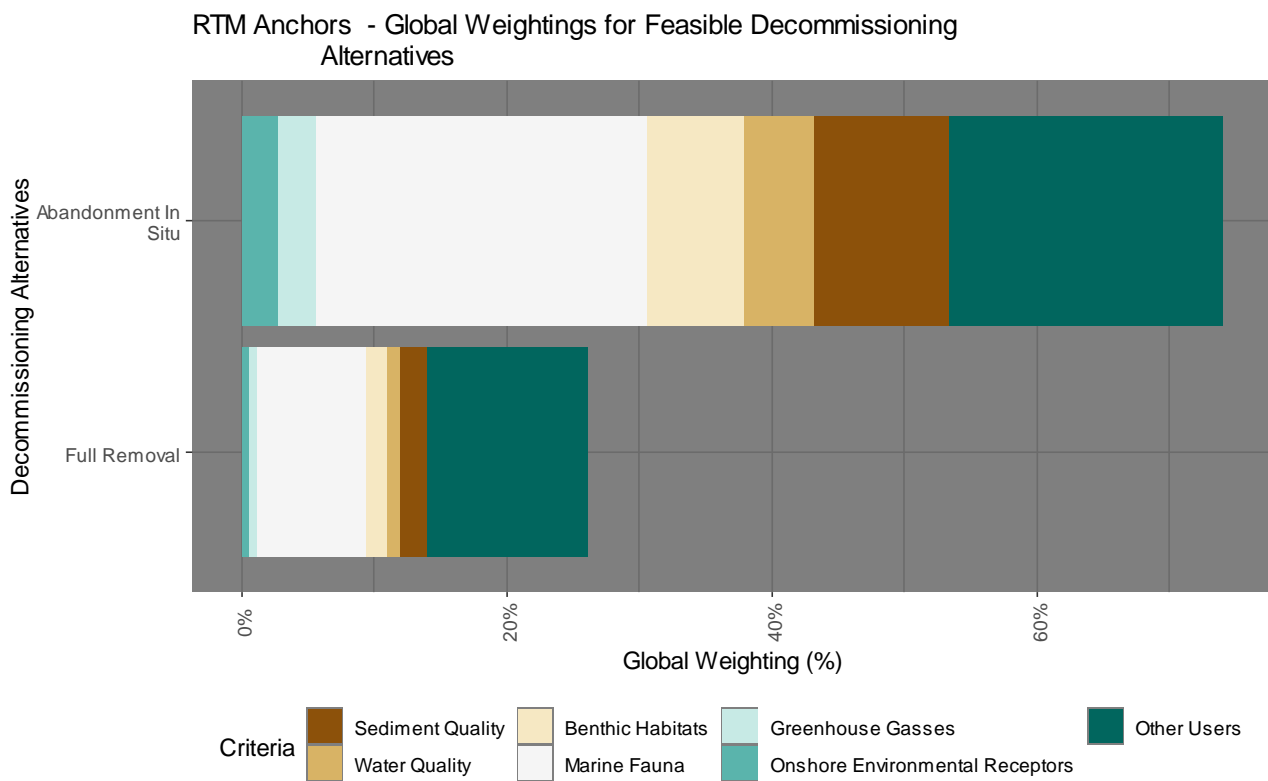 RTM Anchors - Global Weightings for Feasible Decommissioning
Alternatives
Decommissioning Alternatives
Abandonment In
Situ
Full Removal
0%
20%
40%
60%
Global Weighting (%)
Criteria
Sediment Quality
Water Quality
Benthic Habitats
Marine Fauna
Greenhouse Gasses
Onshore Environmental Receptors
Other Users